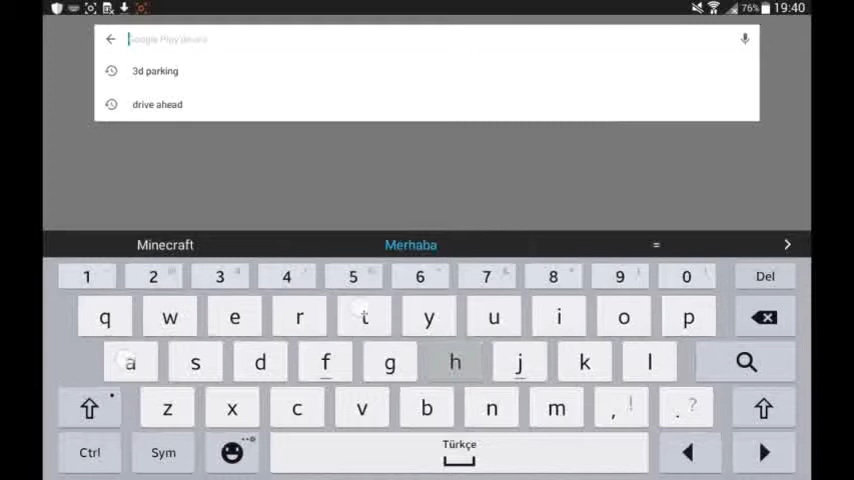 76% 19:40
Google Play'de ara
3d parking
drive ahead
Minecraft Merhaba =
1 2 3 4 5 6 7 8 9 0 Del
q w e r t y u i o p
a s d f g h j k l
z x c v b n m , ! . ?
Ctrl Sym Türkçe